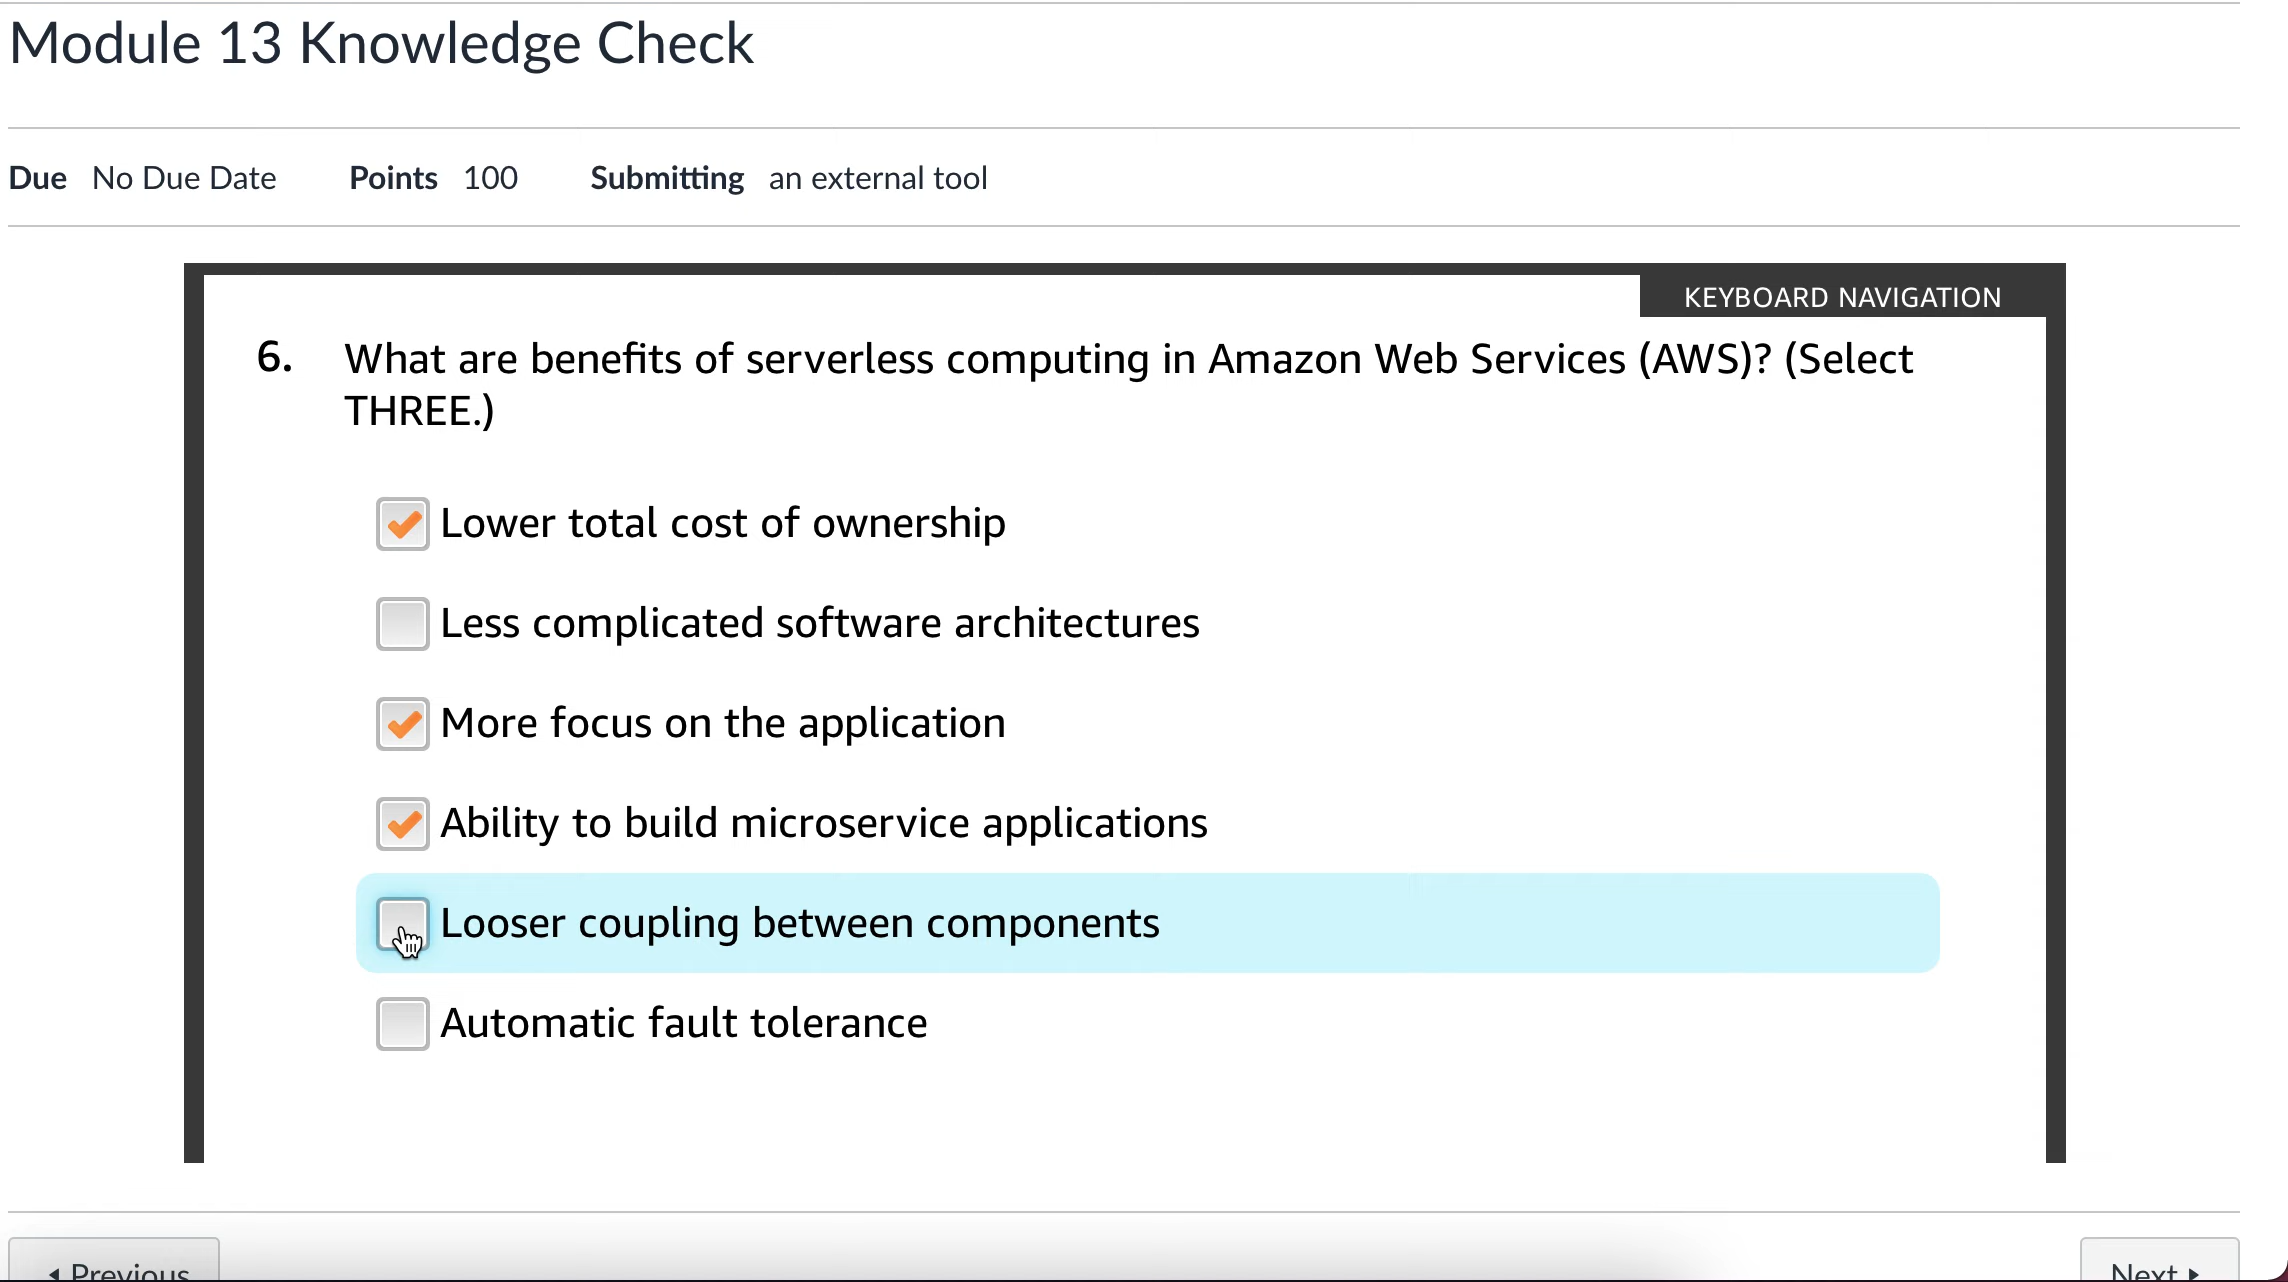 Module 13 Knowledge Check
Due No Due Date Points 100 Submitting an external tool
KEYBOARD NAVIGATION
6. What are benefits of serverless computing in Amazon Web Services (AWS)? (Select
THREE.)
Lower total cost of ownership
Less complicated software architectures
More focus on the application
Ability to build microservice applications
Looser coupling between components
Automatic fault tolerance
Previous
Next